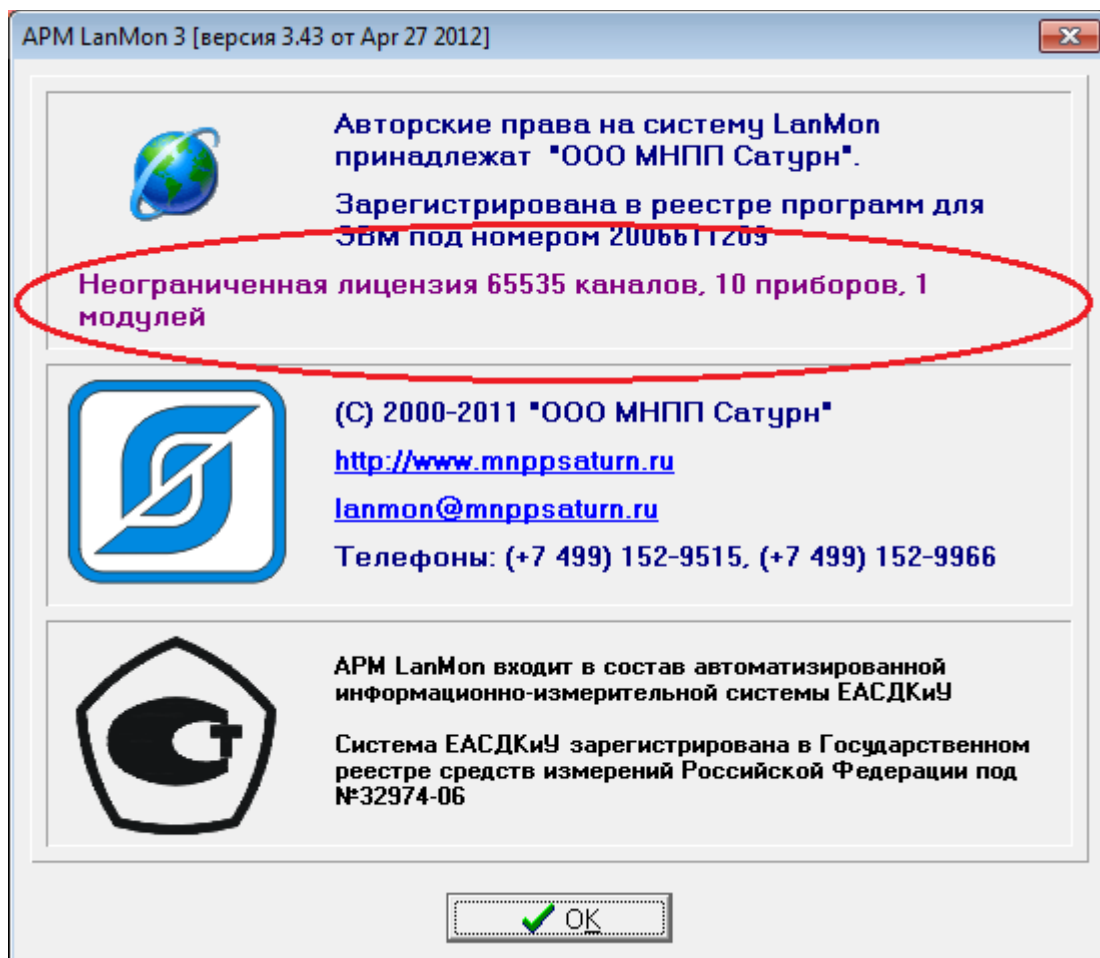 АРМ LanMon 3 [версия 3.43 от Apr 27 2012]
Авторские права на систему LanMon
принадлежат "ООО МНПП Сатурн".
Зарегистрирована в реестре программ для
ЭВМ под номером 2006611209
Неограниченная лицензия 65535 каналов, 10 приборов, 1
модулей
(C) 2000-2011 "ООО МНПП Сатурн"
http://www.mnppsaturn.ru
lanmon@mnppsaturn.ru
Телефоны: (+7 499) 152-9515, (+7 499) 152-9966
АРМ LanMon входит в состав автоматизированной
информационно-измерительной системы ЕАСДКиУ
Система ЕАСДКиУ зарегистрирована в Государственном
реестре средств измерений Российской Федерации под
№32974-06
OK